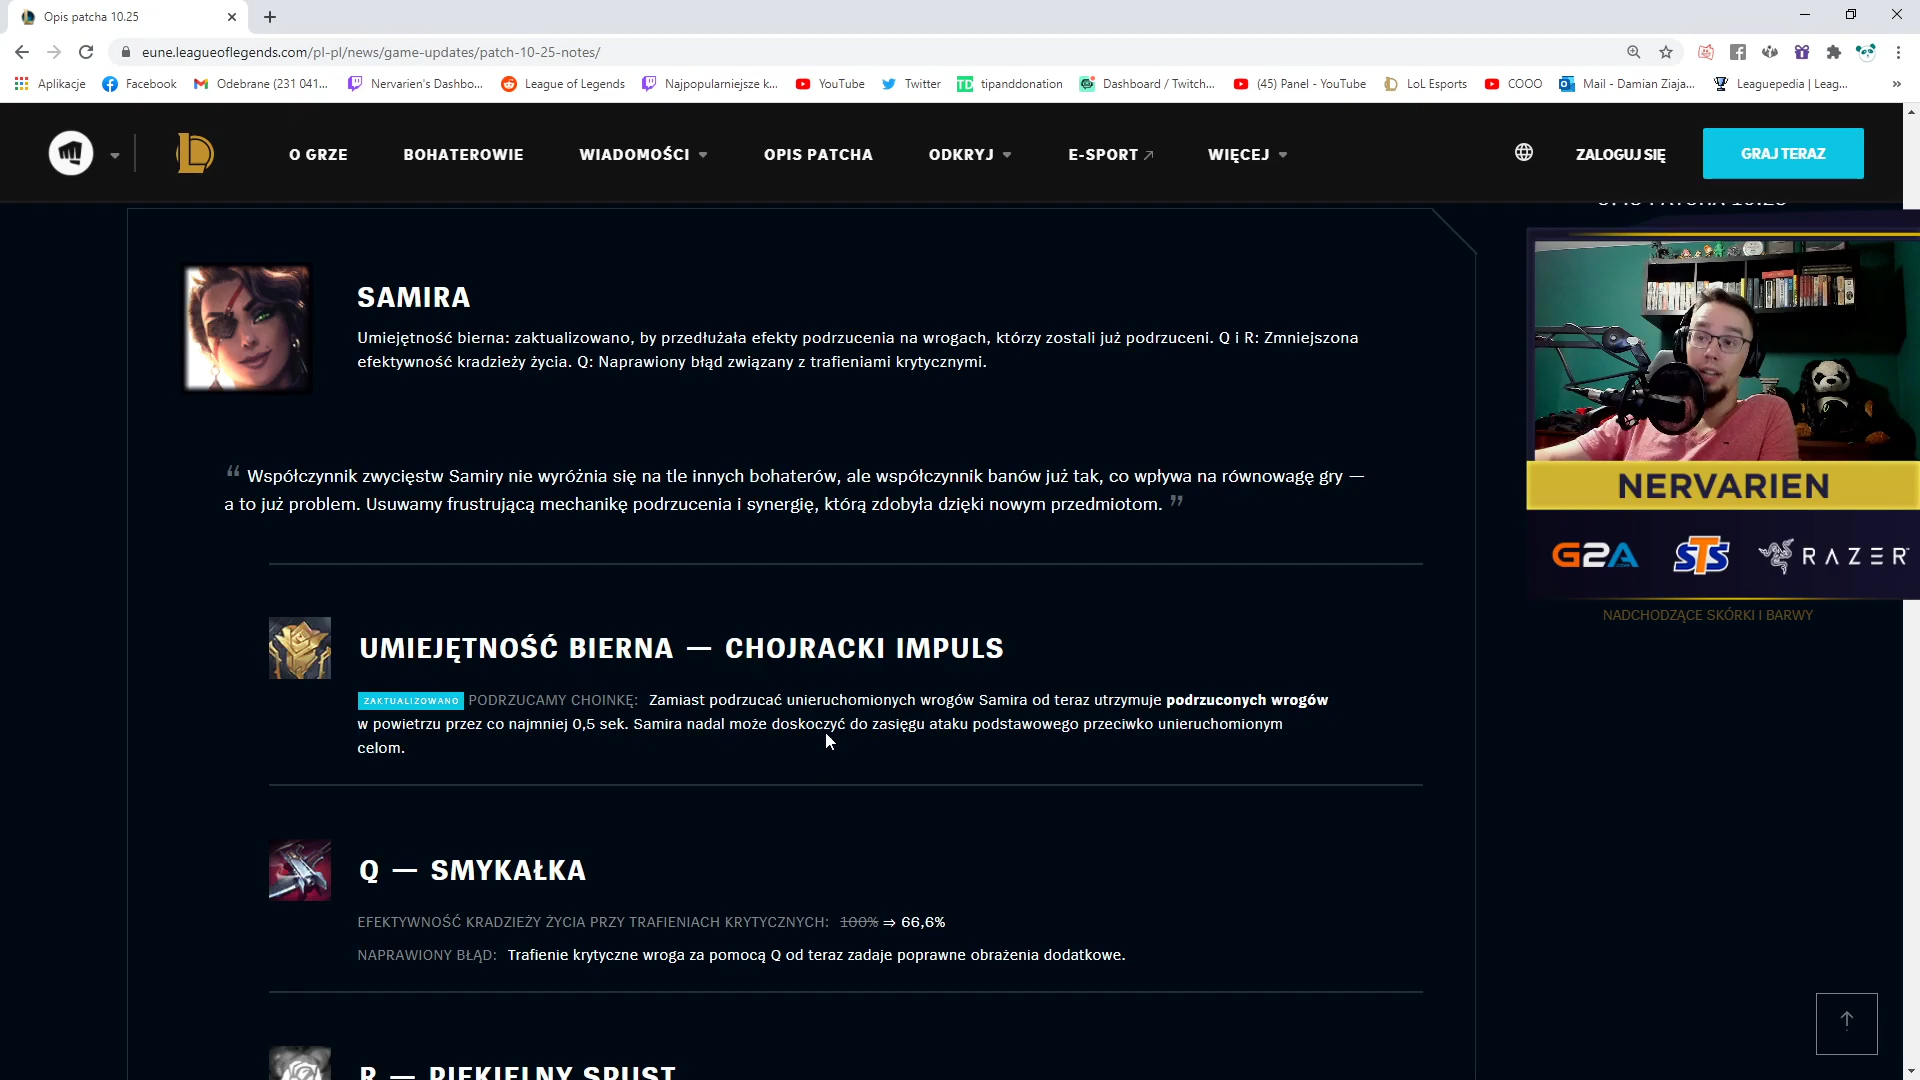 Opis patcha 10.25
eune.leagueoflegends.com/pl-pl/news/game-updates/patch-10-25-notes/
Aplikacje Facebook Odebrane (231 041... Nervarien's Dashbo... League of Legends Najpopularniejsze k... YouTube Twitter tipanddonation Dashboard / Twitch... (45) Panel - YouTube LoL Esports COOO Mail - Damian Ziaja... Leaguepedia | Leag...
O GRZE BOHATEROWIE WIADOMOŚCI OPIS PATCHA ODKRYJ E-SPORT WIĘCEJ ZALOGUJ SIĘ GRAJ TERAZ
SAMIRA
Umiejętność bierna: zaktualizowano, by przedłużała efekty podrzucenia na wrogach, którzy zostali już podrzuceni. Q i R: Zmniejszona
efektywność kradzieży życia. Q: Naprawiony błąd związany z trafieniami krytycznymi.
“ Współczynnik zwycięstw Samiry nie wyróżnia się na tle innych bohaterów, ale współczynnik banów już tak, co wpływa na równowagę gry —
a to już problem. Usuwamy frustrującą mechanikę podrzucenia i synergię, którą zdobyła dzięki nowym przedmiotom. ”
NERVARIEN
G2A STS RAZER
NADCHODZĄCE SKÓRKI I BARWY
UMIEJĘTNOŚĆ BIERNA — CHOJRACKI IMPULS
ZAKTUALIZOWANO PODRZUCAMY CHOINKĘ: Zamiast podrzucać unieruchomionych wrogów Samira od teraz utrzymuje podrzuconych wrogów
w powietrzu przez co najmniej 0,5 sek. Samira nadal może doskoczyć do zasięgu ataku podstawowego przeciwko unieruchomionym
celom.
Q — SMYKAŁKA
EFEKTYWNOŚĆ KRADZIEŻY ŻYCIA PRZY TRAFIENIACH KRYTYCZNYCH: 100% ⇒ 66,6%
NAPRAWIONY BŁĄD: Trafienie krytyczne wroga za pomocą Q od teraz zadaje poprawne obrażenia dodatkowe.
R — PIEKIELNY SPUST